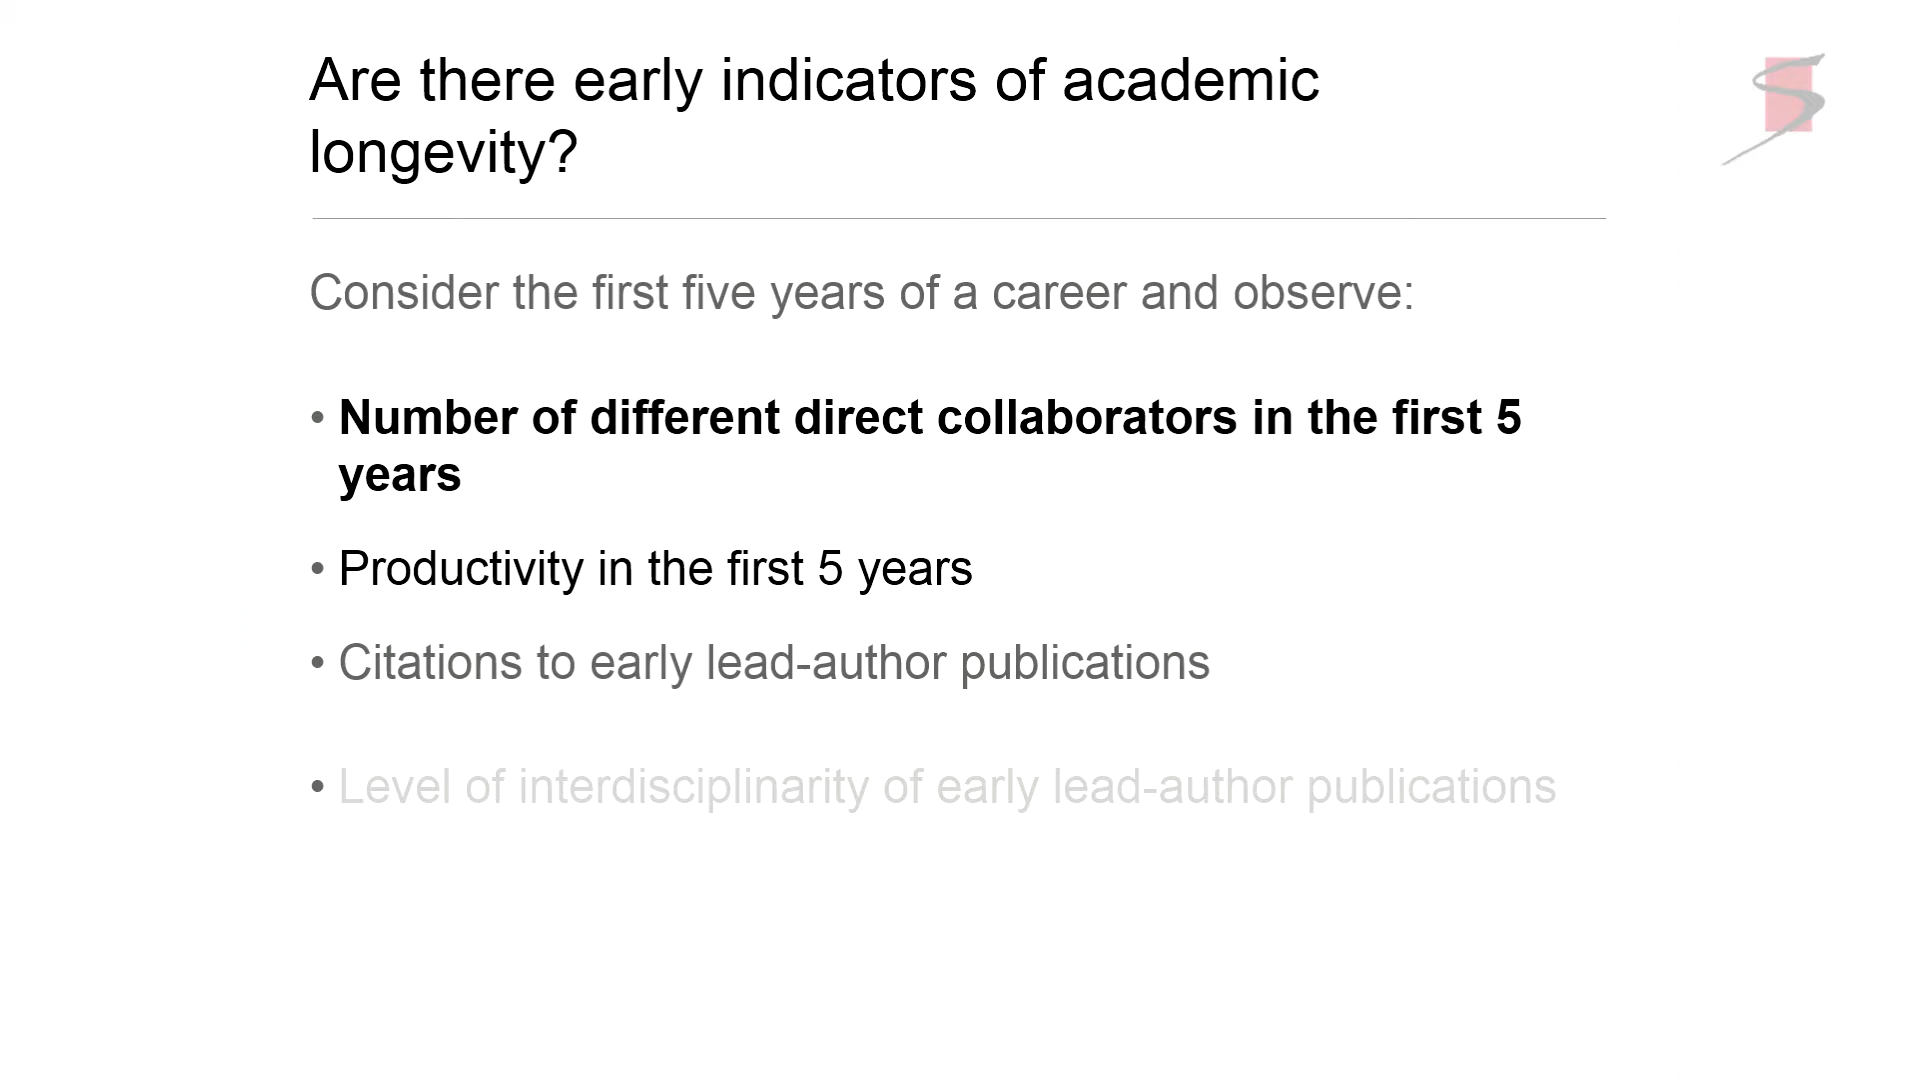 Are there early indicators of academic
longevity?
Consider the first five years of a career and observe:
• Number of different direct collaborators in the first 5
years
• Productivity in the first 5 years
• Citations to early lead-author publications
• Level of interdisciplinarity of early lead-author publications